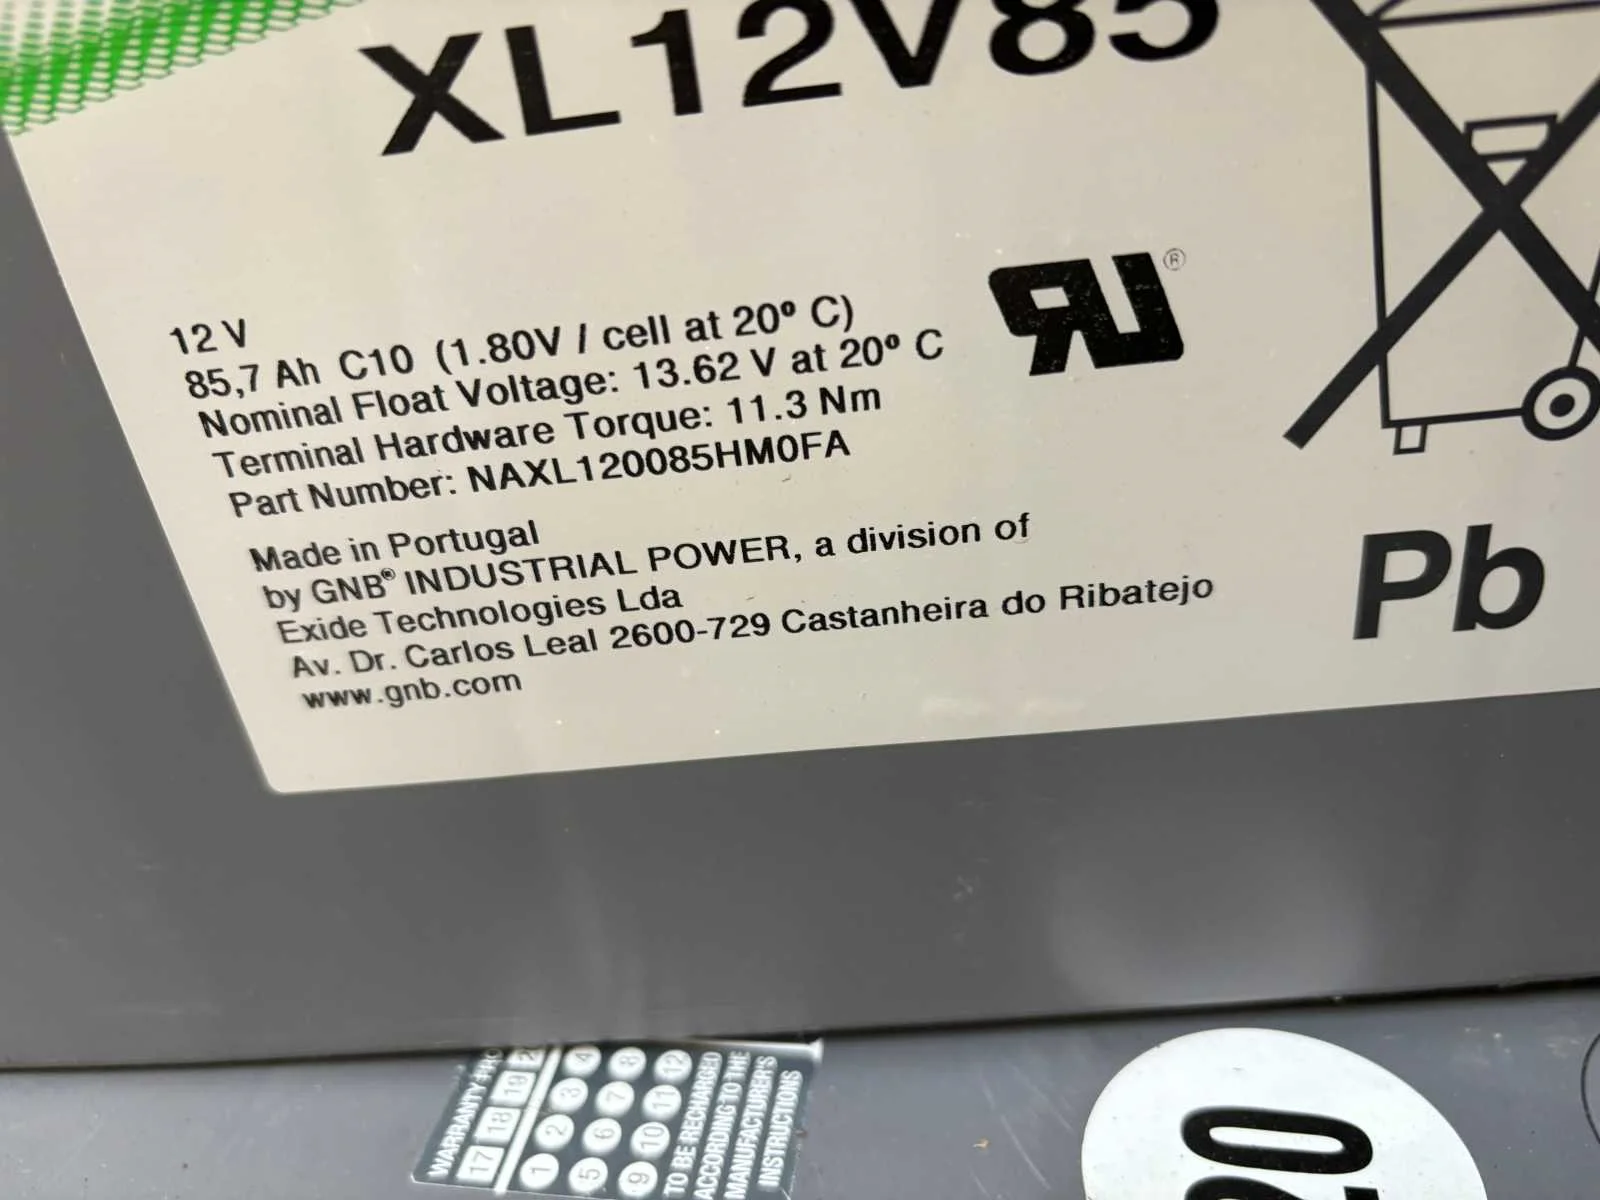 XL12V85
12 V
85,7 Ah C10 (1.80V / cell at 20º C)
Nominal Float Voltage: 13.62 V at 20º C
Terminal Hardware Torque: 11.3 Nm
Part Number: NAXL120085HM0FA
Made in Portugal
by GNB® INDUSTRIAL POWER, a division of
Exide Technologies Lda
Av. Dr. Carlos Leal 2600-729 Castanheira do Ribatejo
www.gnb.com
RU®
Pb
WARRANTY
17 18 19
1 2 3 4
5 6 7 8
9 10 11 12
TO BE RECHARGED
ACCORDING TO THE
MANUFACTURER'S
INSTRUCTIONS
20